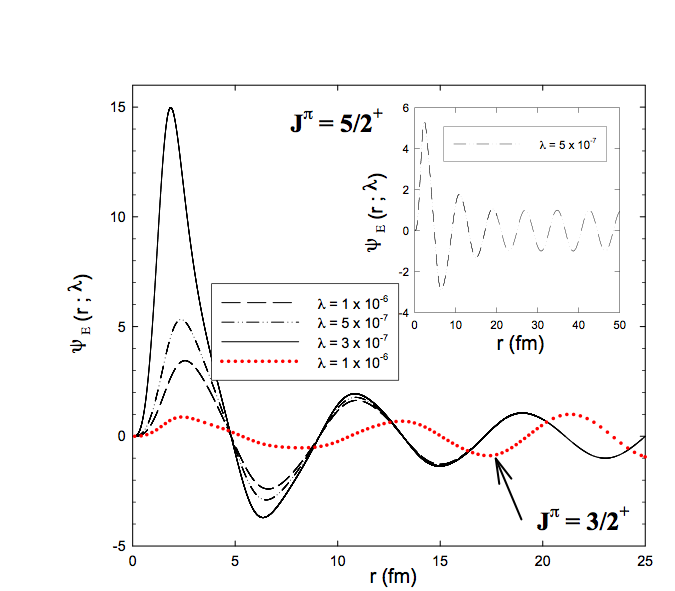 J^π = 5/2^+
ψ_E (r ; λ)
15
10
5
0
-5
0
5
10
15
20
25
r (fm)
λ = 1 x 10^-6
λ = 5 x 10^-7
λ = 3 x 10^-7
λ = 1 x 10^-6
J^π = 3/2^+
ψ_E (r ; λ)
6
4
2
0
-2
-4
0
10
20
30
40
50
r (fm)
λ = 5 x 10^-7